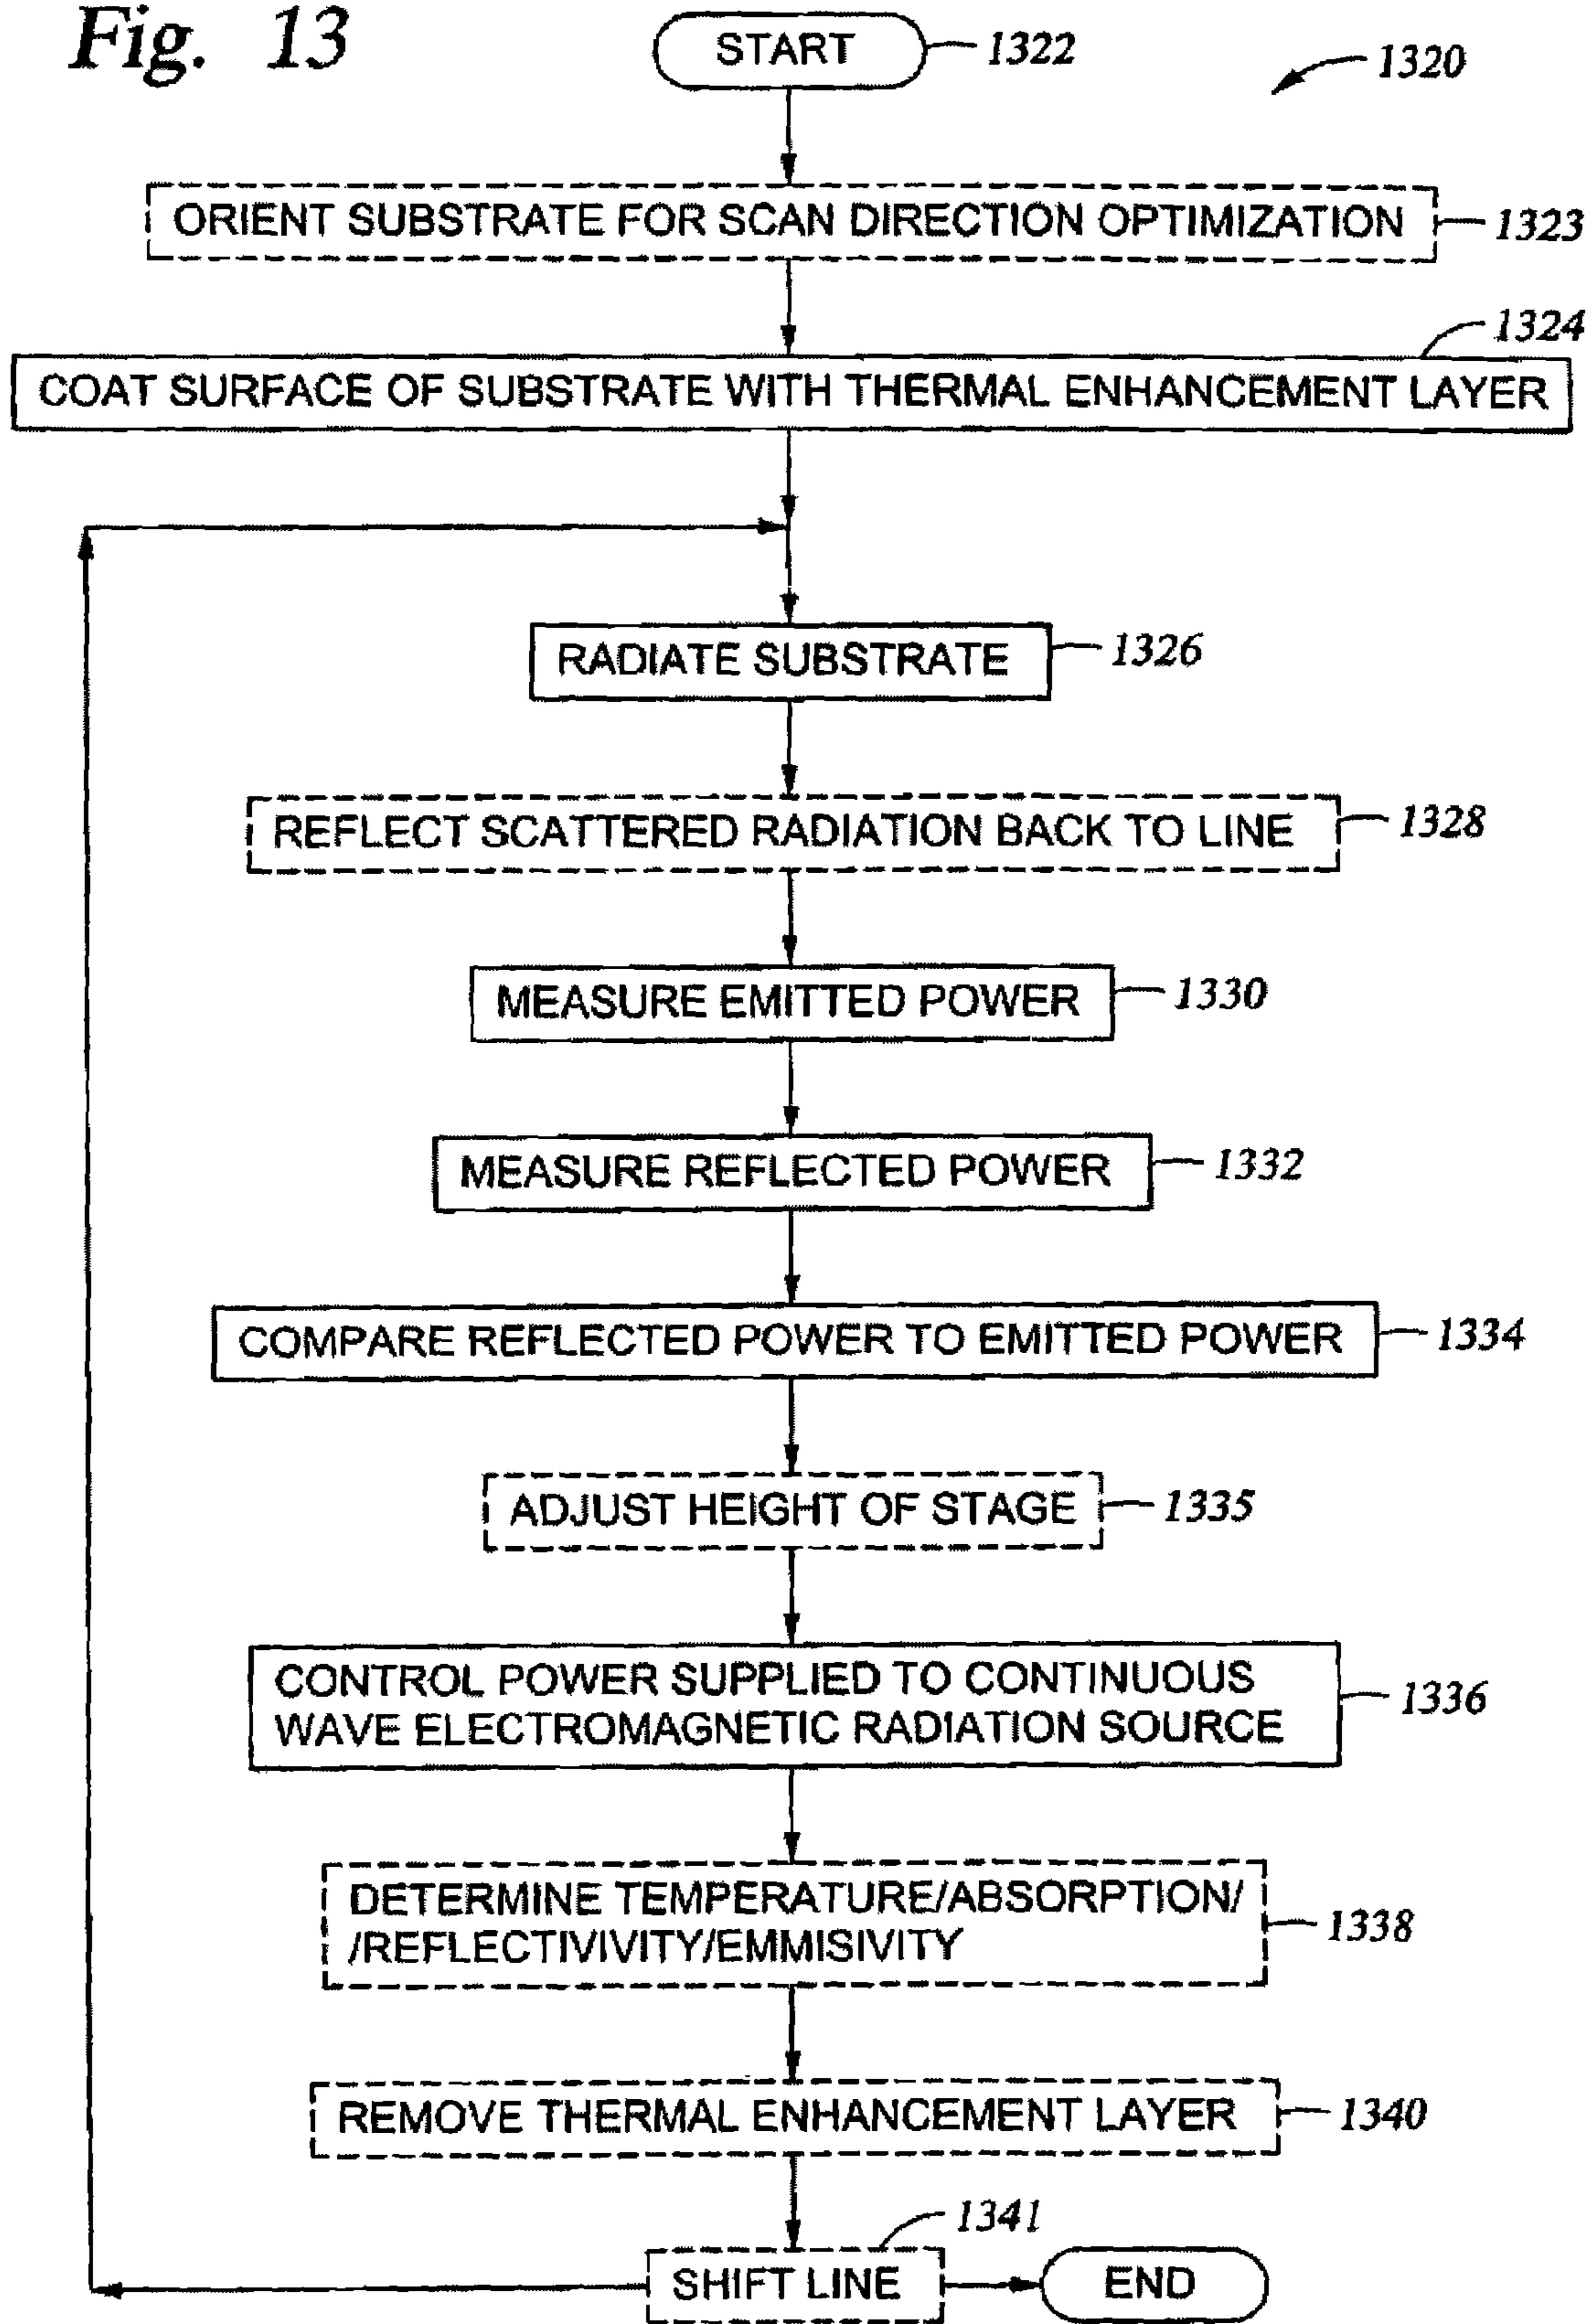 Fig. 13
START
1322
1320
ORIENT SUBSTRATE FOR SCAN DIRECTION OPTIMIZATION
1323
1324
COAT SURFACE OF SUBSTRATE WITH THERMAL ENHANCEMENT LAYER
RADIATE SUBSTRATE
1326
REFLECT SCATTERED RADIATION BACK TO LINE
1328
MEASURE EMITTED POWER
1330
MEASURE REFLECTED POWER
1332
COMPARE REFLECTED POWER TO EMITTED POWER
1334
ADJUST HEIGHT OF STAGE
1335
CONTROL POWER SUPPLIED TO CONTINUOUS
WAVE ELECTROMAGNETIC RADIATION SOURCE
1336
DETERMINE TEMPERATURE/ABSORPTION/
/REFLECTIVIVITY/EMMISIVITY
1338
REMOVE THERMAL ENHANCEMENT LAYER
1340
1341
SHIFT LINE
END